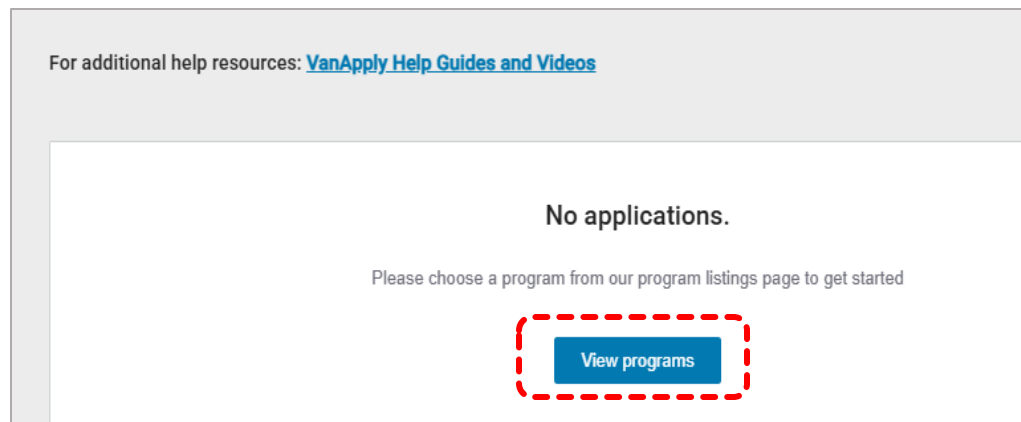 For additional help resources: VanApply Help Guides and Videos
No applications.
Please choose a program from our program listings page to get started
View programs